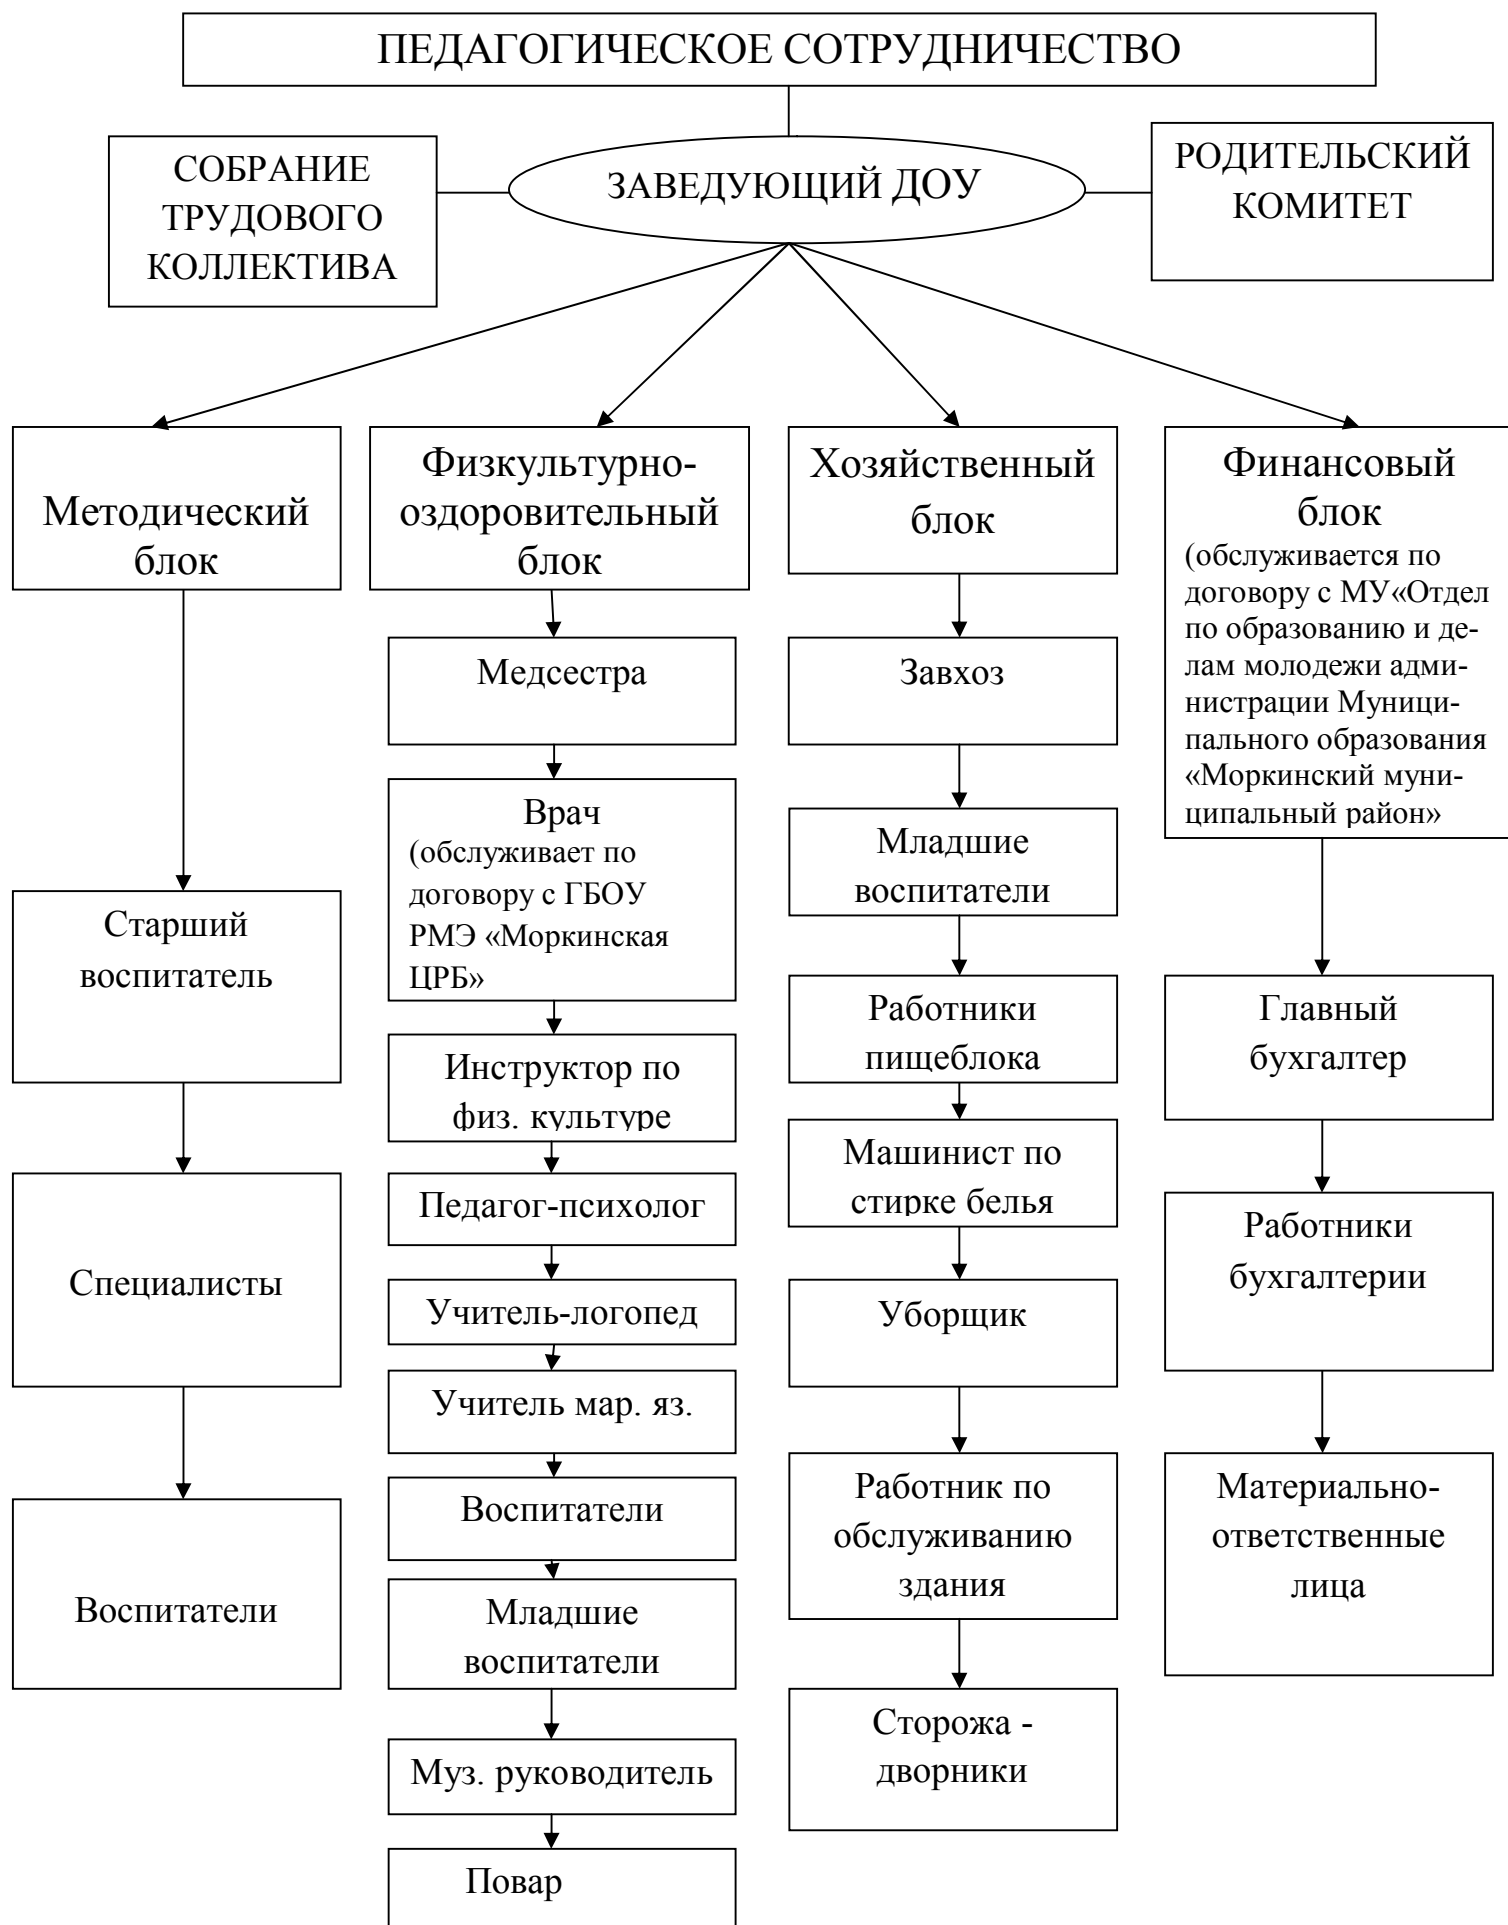 ПЕДАГОГИЧЕСКОЕ СОТРУДНИЧЕСТВО
СОБРАНИЕ
ТРУДОВОГО
КОЛЛЕКТИВА
ЗАВЕДУЮЩИЙ ДОУ
РОДИТЕЛЬСКИЙ
КОМИТЕТ
Методический
блок
Старший
воспитатель
Специалисты
Воспитатели
Физкультурно-
оздоровительный
блок
Медсестра
Врач
(обслуживает по
договору с ГБОУ
РМЭ «Моркинская
ЦРБ»
Инструктор по
физ. культуре
Педагог-психолог
Учитель-логопед
Учитель мар. яз.
Воспитатели
Младшие
воспитатели
Муз. руководитель
Повар
Хозяйственный
блок
Завхоз
Младшие
воспитатели
Работники
пищеблока
Машинист по
стирке белья
Уборщик
Работник по
обслуживанию
здания
Сторожа -
дворники
Финансовый
блок
(обслуживается по
договору с МУ«Отдел
по образованию и де-
лам молодежи адми-
нистрации Муници-
пального образования
«Моркинский муни-
ципальный район»
Главный
бухгалтер
Работники
бухгалтерии
Материально-
ответственные
лица